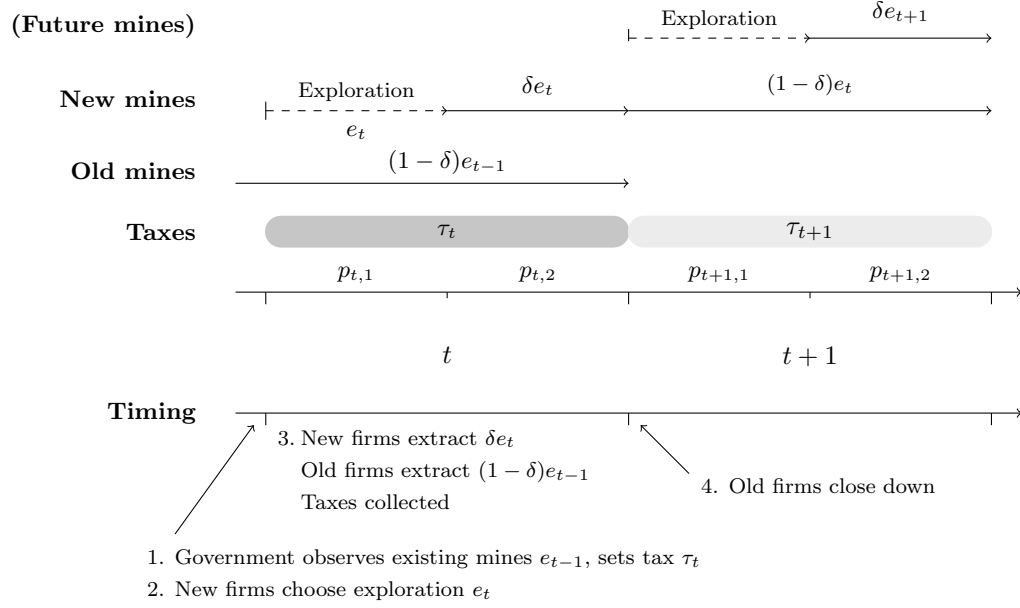 (Future mines)
Exploration
δe_{t+1}
New mines
Exploration
δe_t
(1 − δ)e_t
e_t
Old mines
(1 − δ)e_{t−1}
Taxes
τ_t
τ_{t+1}
p_{t,1}
p_{t,2}
p_{t+1,1}
p_{t+1,2}
t
t + 1
Timing
3. New firms extract δe_t
Old firms extract (1 − δ)e_{t−1}
Taxes collected
4. Old firms close down
1. Government observes existing mines e_{t−1}, sets tax τ_t
2. New firms choose exploration e_t